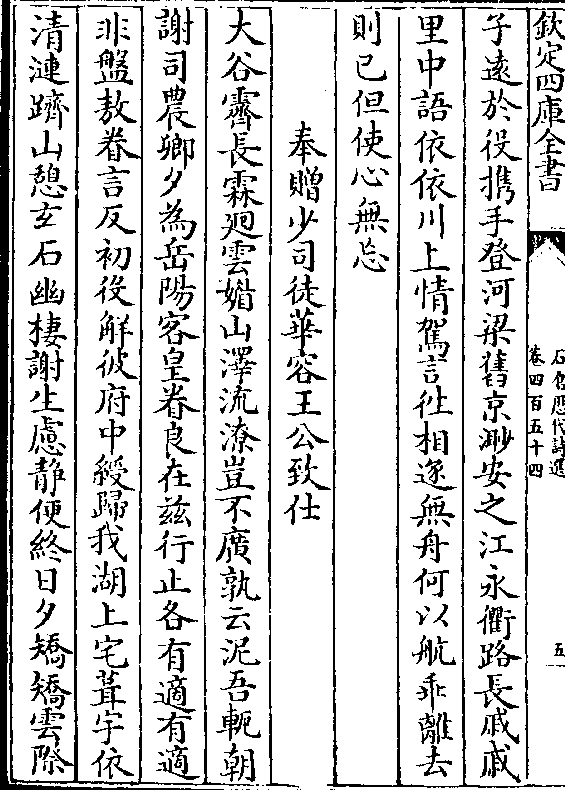 欽定四庫全書
石倉歷代詩選
卷四百五十四
五
子遠於役携手登河梁舊京渺安之江永衢路長戚戚
里中語依依川上情駕言徃相逐無舟何以航乖離去
則已但使心無忘
奉贈少司徒華容王公致仕
大谷霽長霖廻雲媚山澤流潦豈不廣孰云泥吾軛朝
謝司農卿夕為岳陽客皇眷良在兹行止各有適有適
非盤敖眷言反初役解彼府中綬歸我湖上宅葺宇依
清漣躋山憩玄石幽棲謝生慮静便終日夕矯矯雲際